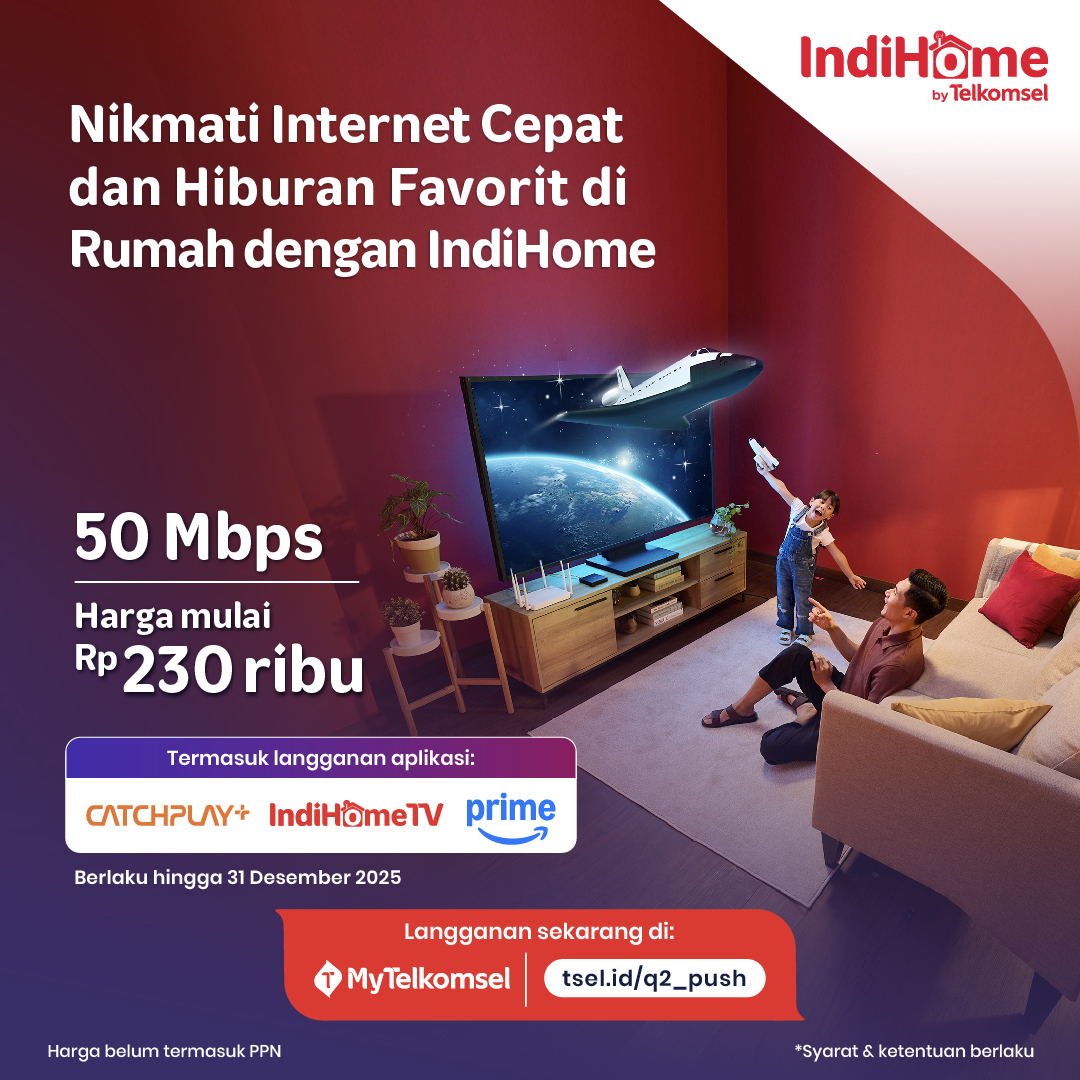 IndiHome
by Telkomsel
Nikmati Internet Cepat
dan Hiburan Favorit di
Rumah dengan IndiHome
50 Mbps
Harga mulai
Rp 230 ribu
Termasuk langganan aplikasi:
CATCHPLAY+ IndiHomeTV prime
Berlaku hingga 31 Desember 2025
Langganan sekarang di:
MyTelkomsel tsel.id/q2_push
Harga belum termasuk PPN
*Syarat & ketentuan berlaku